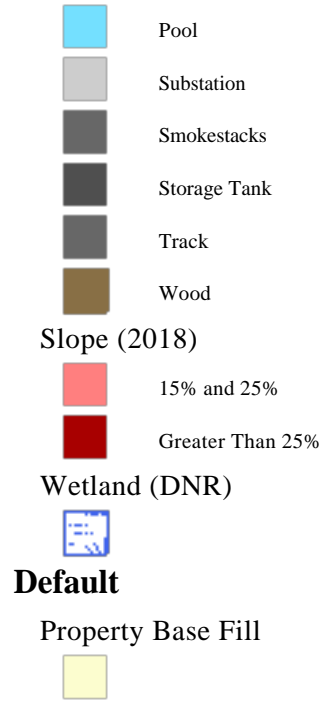 Pool
Substation
Smokestacks
Storage Tank
Track
Wood
Slope (2018)
15% and 25%
Greater Than 25%
Wetland (DNR)
Default
Property Base Fill